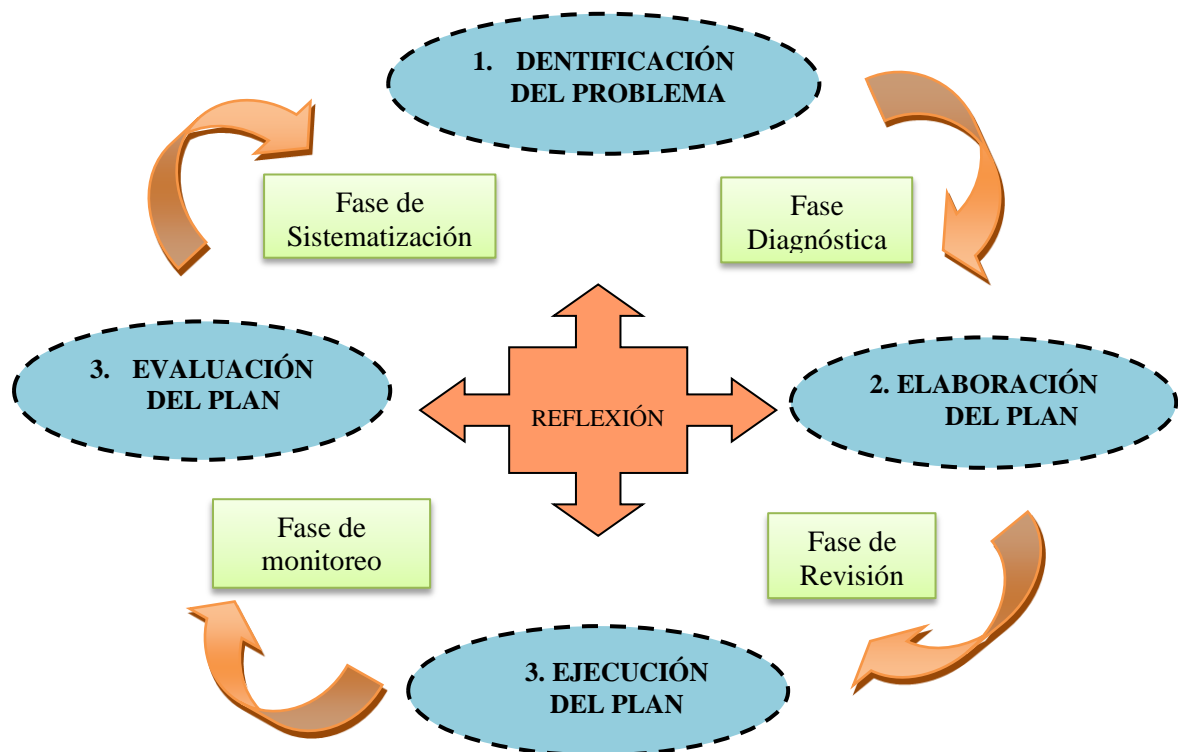 1. DENTIFICACIÓN
DEL PROBLEMA
Fase de
Sistematización
Fase
Diagnóstica
3. EVALUACIÓN
DEL PLAN
REFLEXIÓN
2. ELABORACIÓN
DEL PLAN
Fase de
monitoreo
Fase de
Revisión
3. EJECUCIÓN
DEL PLAN